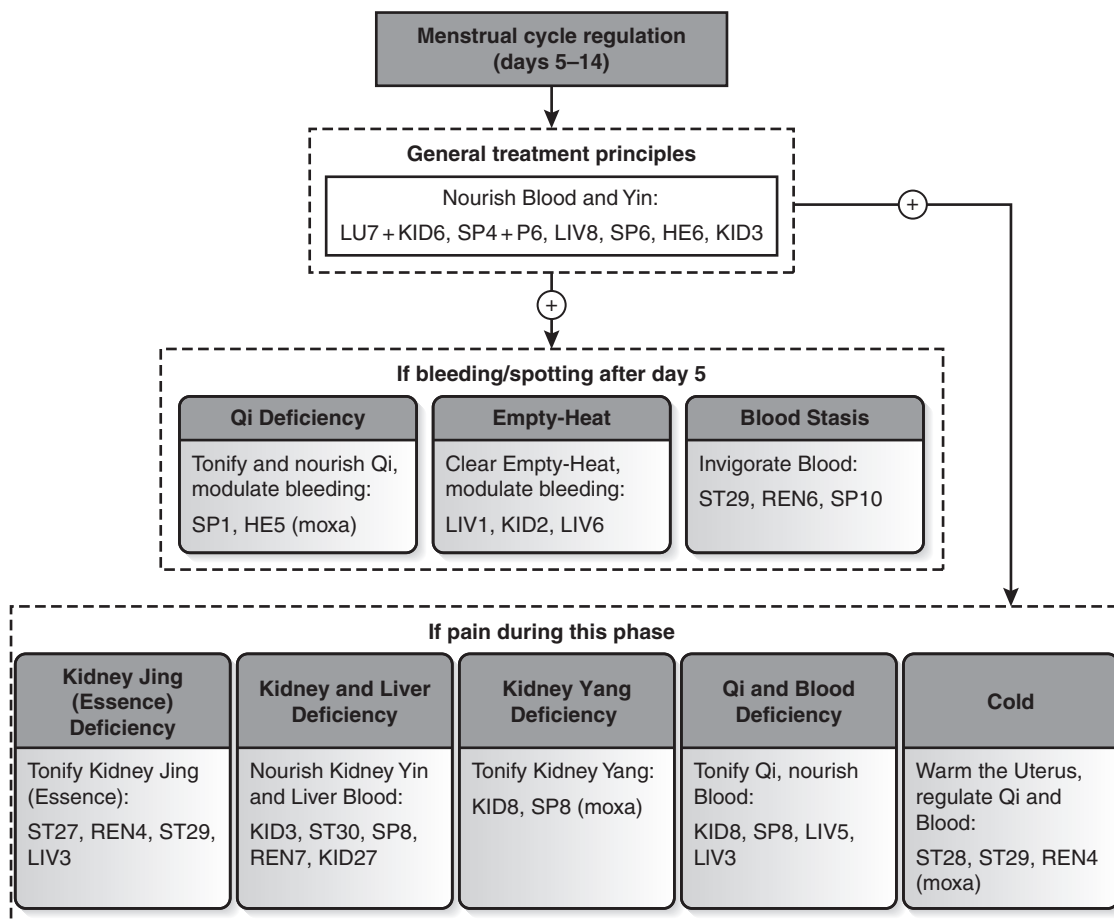 Menstrual cycle regulation
(days 5–14)
General treatment principles
Nourish Blood and Yin:
LU7 + KID6, SP4 + P6, LIV8, SP6, HE6, KID3
+
+
If bleeding/spotting after day 5
Qi Deficiency
Tonify and nourish Qi,
modulate bleeding:
SP1, HE5 (moxa)
Empty-Heat
Clear Empty-Heat,
modulate bleeding:
LIV1, KID2, LIV6
Blood Stasis
Invigorate Blood:
ST29, REN6, SP10
If pain during this phase
Kidney Jing
(Essence)
Deficiency
Tonify Kidney Jing
(Essence):
ST27, REN4, ST29,
LIV3
Kidney and Liver
Deficiency
Nourish Kidney Yin
and Liver Blood:
KID3, ST30, SP8,
REN7, KID27
Kidney Yang
Deficiency
Tonify Kidney Yang:
KID8, SP8 (moxa)
Qi and Blood
Deficiency
Tonify Qi, nourish
Blood:
KID8, SP8, LIV5,
LIV3
Cold
Warm the Uterus,
regulate Qi and
Blood:
ST28, ST29, REN4
(moxa)